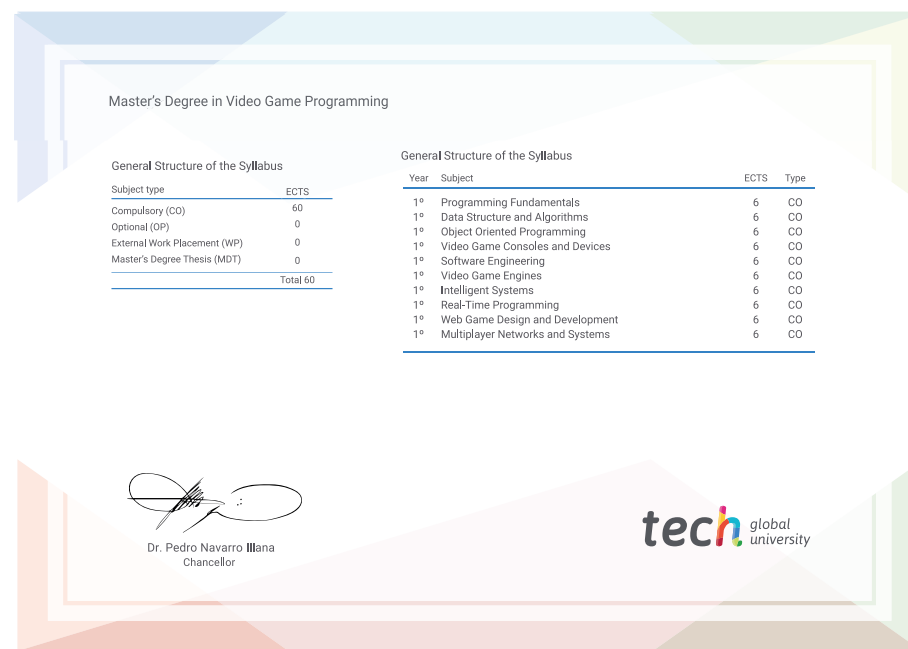 Master's Degree in Video Game Programming
General Structure of the Syllabus
Subject type ECTS
Compulsory (CO) 60
Optional (OP) 0
External Work Placement (WP) 0
Master's Degree Thesis (MDT) 0
Total 60
General Structure of the Syllabus
Year Subject ECTS Type
1º Programming Fundamentals 6 CO
1º Data Structure and Algorithms 6 CO
1º Object Oriented Programming 6 CO
1º Video Game Consoles and Devices 6 CO
1º Software Engineering 6 CO
1º Video Game Engines 6 CO
1º Intelligent Systems 6 CO
1º Real-Time Programming 6 CO
1º Web Game Design and Development 6 CO
1º Multiplayer Networks and Systems 6 CO
Dr. Pedro Navarro Illana
Chancellor
tech global
university